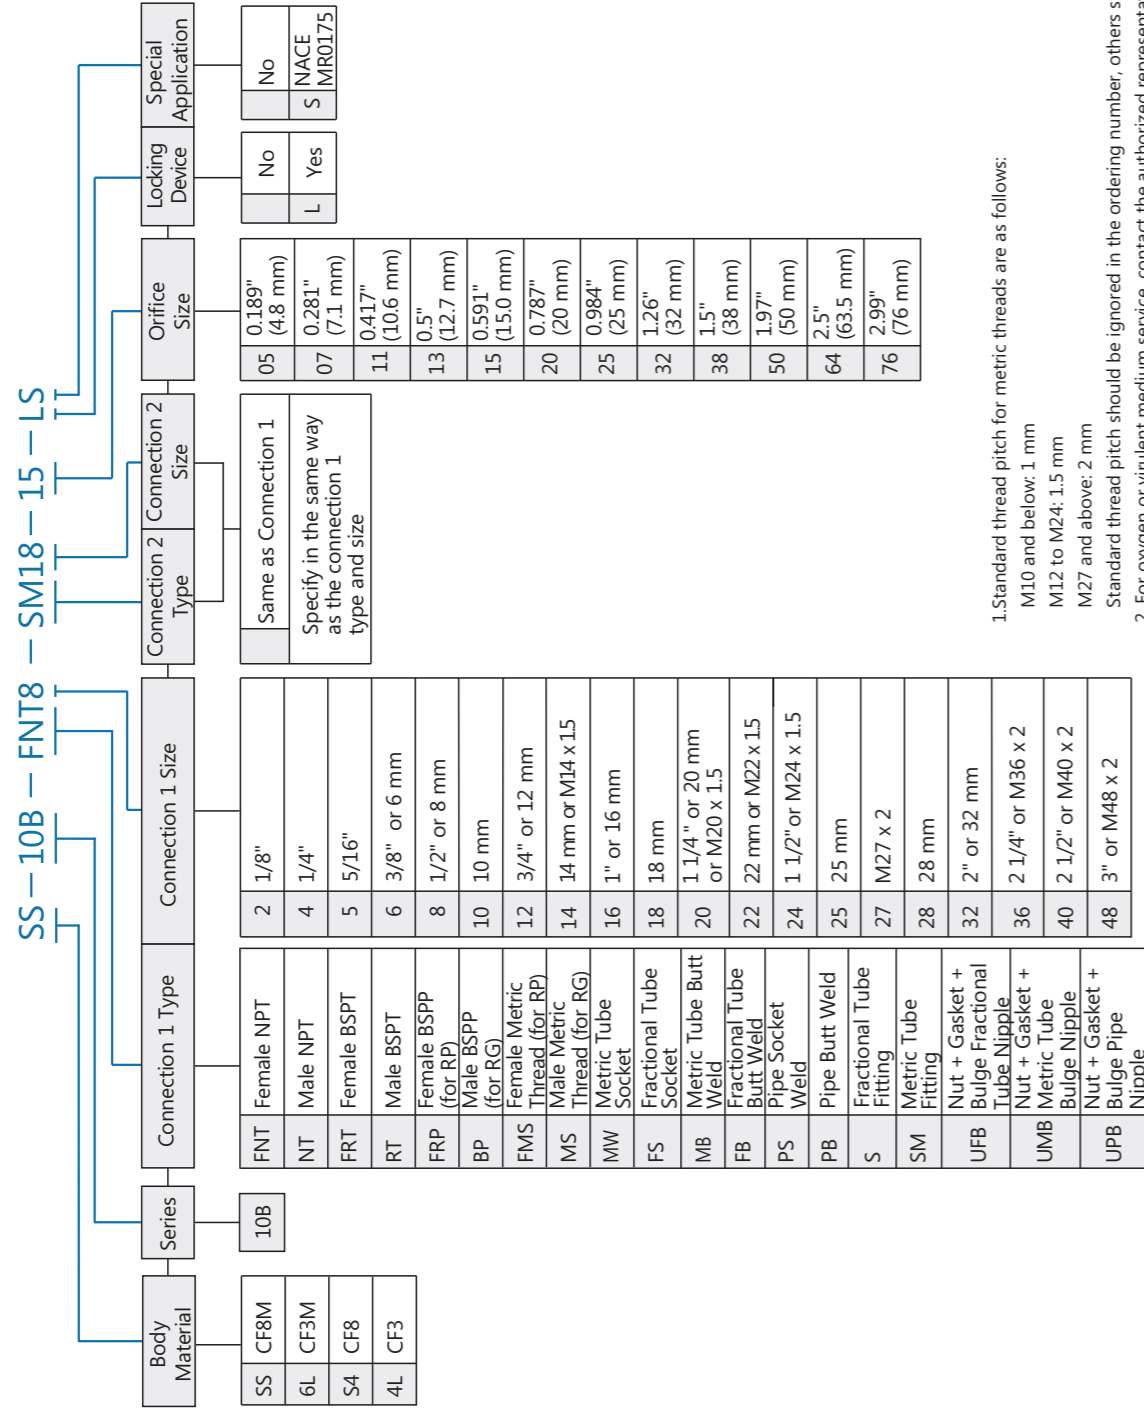 SS — 10B — FNT8 — SM18 — 15 — LS
Body
Material
SS CF8M
6L CF3M
S4 CF8
4L CF3
Series
10B
Connection 1 Type
FNT Female NPT
NT Male NPT
FRT Female BSPT
RT Male BSPT
FRP Female BSPP
(for RP)
BP Male BSPP
(for RG)
FMS Female Metric
Thread (for RP)
MS Male Metric
Thread (for RG)
MW Metric Tube
Socket
FS Fractional Tube
Socket
MB Metric Tube Butt
Weld
FB Fractional Tube
Butt Weld
PS Pipe Socket
Weld
PB Pipe Butt Weld
S Fractional Tube
Fitting
SM Metric Tube
Fitting
UFB Nut + Gasket +
Bulge Fractional
Tube Nipple
UMB Nut + Gasket +
Metric Tube
Bulge Nipple
UPB Nut + Gasket +
Bulge Pipe
Nipple
Connection 1 Size
2 1/8"
4 1/4"
5 5/16"
6 3/8" or 6 mm
8 1/2" or 8 mm
10 10 mm
12 3/4" or 12 mm
14 14 mm or M14 x 1.5
16 1" or 16 mm
18 18 mm
20 1 1/4 " or 20 mm
or M20 x 1.5
22 22 mm or M22 x 1.5
24 1 1/2"or M24 x 1.5
25 25 mm
27 M27 x 2
28 28 mm
32 2" or 32 mm
36 2 1/4" or M36 x 2
40 2 1/2" or M40 x 2
48 3" or M48 x 2
Connection 2
Type
Connection 2
Size
Same as Connection 1
Specify in the same way
as the connection 1
type and size
Orifice
Size
05 0.189"
(4.8 mm)
07 0.281"
(7.1 mm)
11 0.417"
(10.6 mm)
13 0.5"
(12.7 mm)
15 0.591"
(15.0 mm)
20 0.787"
(20 mm)
25 0.984"
(25 mm)
32 1.26"
(32 mm)
38 1.5"
(38 mm)
50 1.97"
(50 mm)
64 2.5"
(63.5 mm)
76 2.99"
(76 mm)
Locking
Device
No
L Yes
Special
Application
No
S NACE
MR0175
1.Standard thread pitch for metric threads are as follows:
M10 and below: 1 mm
M12 to M24: 1.5 mm
M27 and above: 2 mm
Standard thread pitch should be ignored in the ordering number, others s